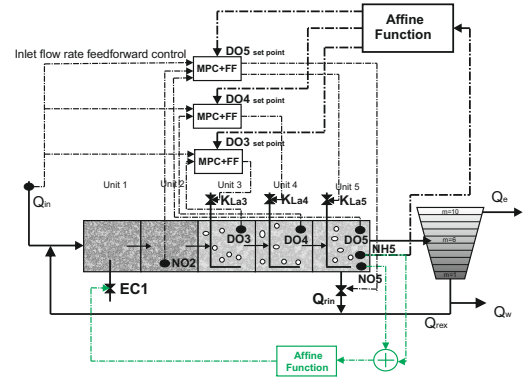 Affine
Function
Inlet flow rate feedforward control
DO5 set point
MPC+FF
DO4 set point
MPC+FF
DO3 set point
MPC+FF
Unit 1
Unit 2
Unit 3
Unit 4
Unit 5
KLa3
KLa4
KLa5
Qin
Qe
m=10
m=6
m=1
DO3
DO4
DO5
NH5
NO2
NO5
EC1
Qrin
Qrex
Qw
Affine
Function
+